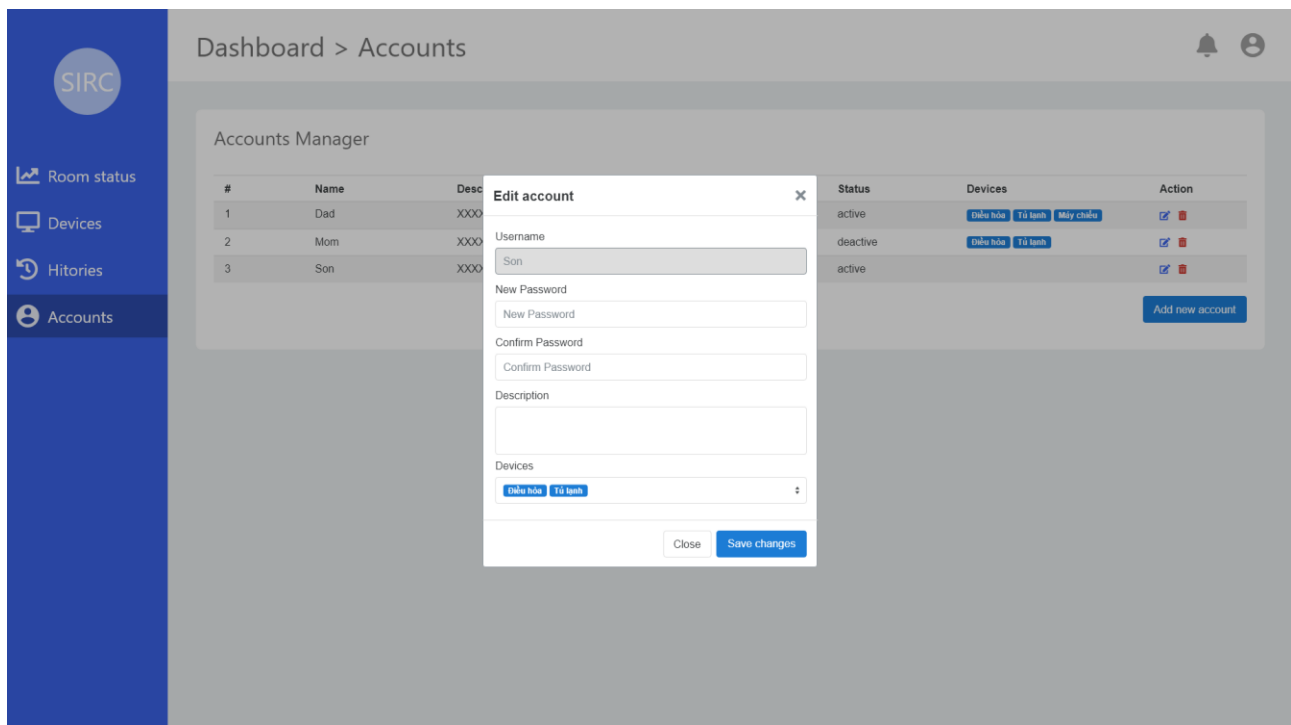 SIRC
Dashboard > Accounts
Room status
Devices
Hitories
Accounts
Accounts Manager
# Name Desc Status Devices Action
1 Dad XXXX active Điều hòa Tủ lạnh Máy chiếu
2 Mom XXXX deactive Điều hòa Tủ lạnh
3 Son XXXX active
Add new account
Edit account ×
Username
Son
New Password
New Password
Confirm Password
Confirm Password
Description
Devices
Điều hòa Tủ lạnh
Close Save changes